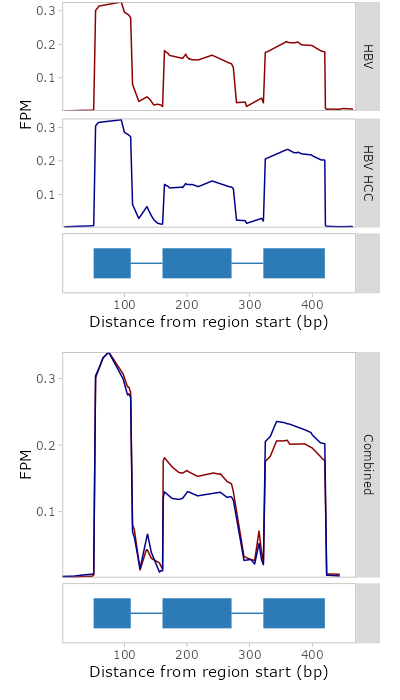 0.3
0.2
0.1
HBV
FPM
0.3
0.2
0.1
HBV HCC
100 200 300 400
Distance from region start (bp)
0.3
0.2
0.1
FPM
Combined
100 200 300 400
Distance from region start (bp)